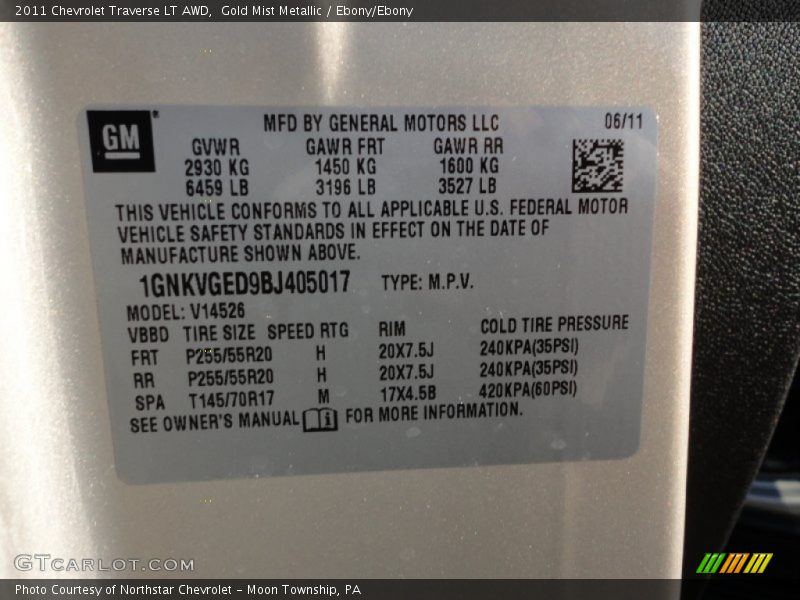 2011 Chevrolet Traverse LT AWD,  Gold Mist Metallic / Ebony/Ebony
GM®
MFD BY GENERAL MOTORS LLC 06/11
GVWR GAWR FRT GAWR RR
2930 KG 1450 KG 1600 KG
6459 LB 3196 LB 3527 LB
THIS VEHICLE CONFORMS TO ALL APPLICABLE U.S. FEDERAL MOTOR
VEHICLE SAFETY STANDARDS IN EFFECT ON THE DATE OF
MANUFACTURE SHOWN ABOVE.
1GNKVGED9BJ405017 TYPE: M.P.V.
MODEL: V14526
VBBD TIRE SIZE SPEED RTG RIM COLD TIRE PRESSURE
FRT P255/55R20 H 20X7.5J 240KPA(35PSI)
RR P255/55R20 H 20X7.5J 240KPA(35PSI)
SPA T145/70R17 M 17X4.5B 420KPA(60PSI)
SEE OWNER'S MANUAL i FOR MORE INFORMATION.
GTCARLOT.COM
Photo Courtesy of Northstar Chevrolet - Moon Township, PA